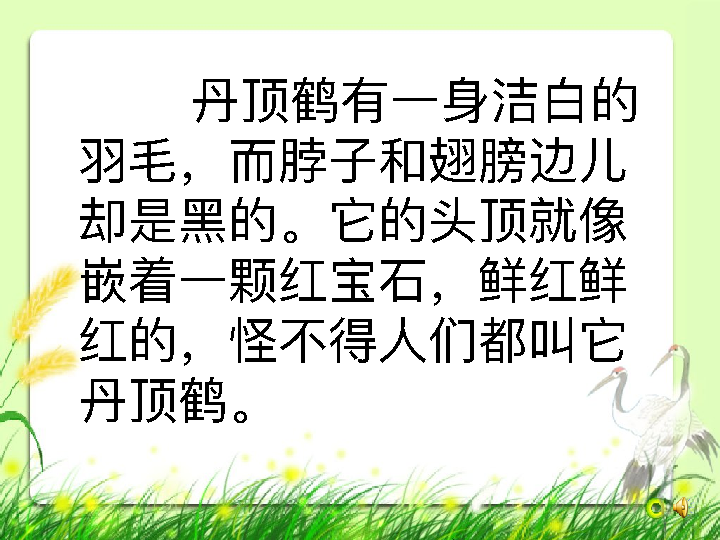 丹顶鹤有一身洁白的
羽毛，而脖子和翅膀边儿
却是黑的。它的头顶就像
嵌着一颗红宝石，鲜红鲜
红的，怪不得人们都叫它
丹顶鹤。